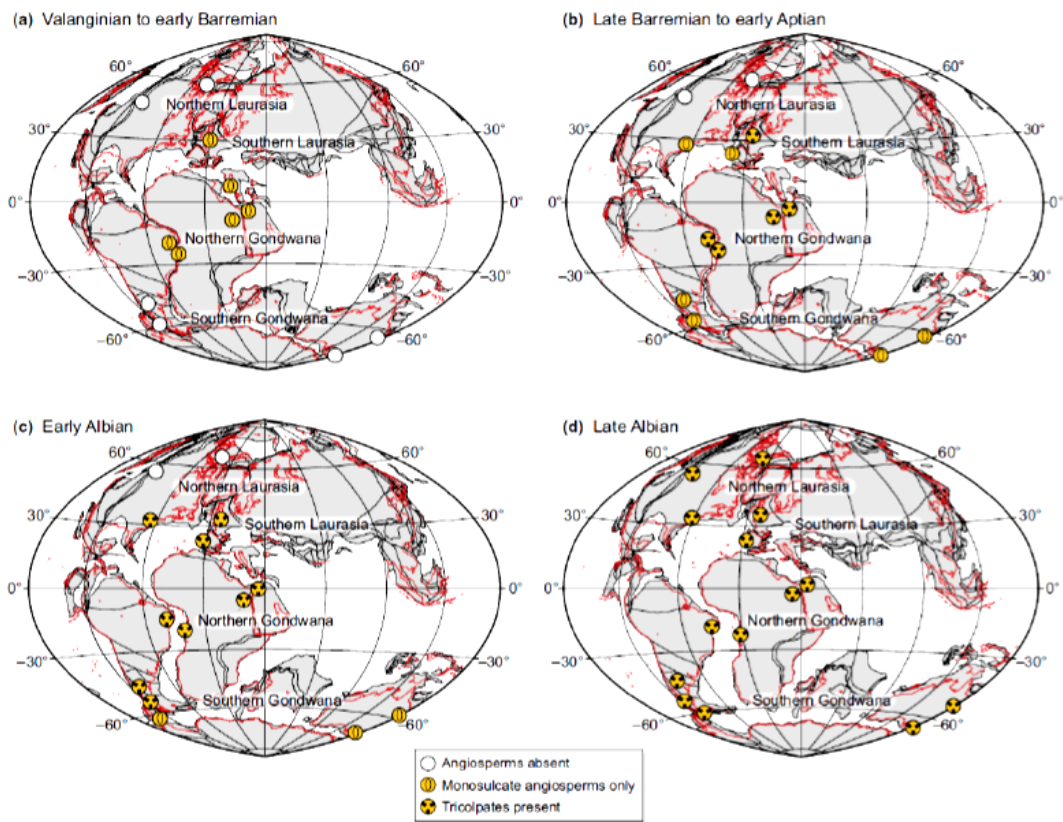 (a) Valanginian to early Barremian
(b) Late Barremian to early Aptian
60°
60°
60°
60°
Northern Laurasia
Northern Laurasia
30°
30°
30°
30°
Southern Laurasia
Southern Laurasia
0°
0°
0°
0°
Northern Gondwana
Northern Gondwana
−30°
−30°
−30°
−30°
Southern Gondwana
Southern Gondwana
−60°
−60°
−60°
−60°
(c) Early Albian
(d) Late Albian
60°
60°
60°
60°
Northern Laurasia
Northern Laurasia
30°
30°
30°
30°
Southern Laurasia
Southern Laurasia
0°
0°
0°
0°
Northern Gondwana
Northern Gondwana
−30°
−30°
−30°
−30°
Southern Gondwana
Southern Gondwana
−60°
−60°
−60°
−60°
Angiosperms absent
Monosulcate angiosperms only
Tricolpates present